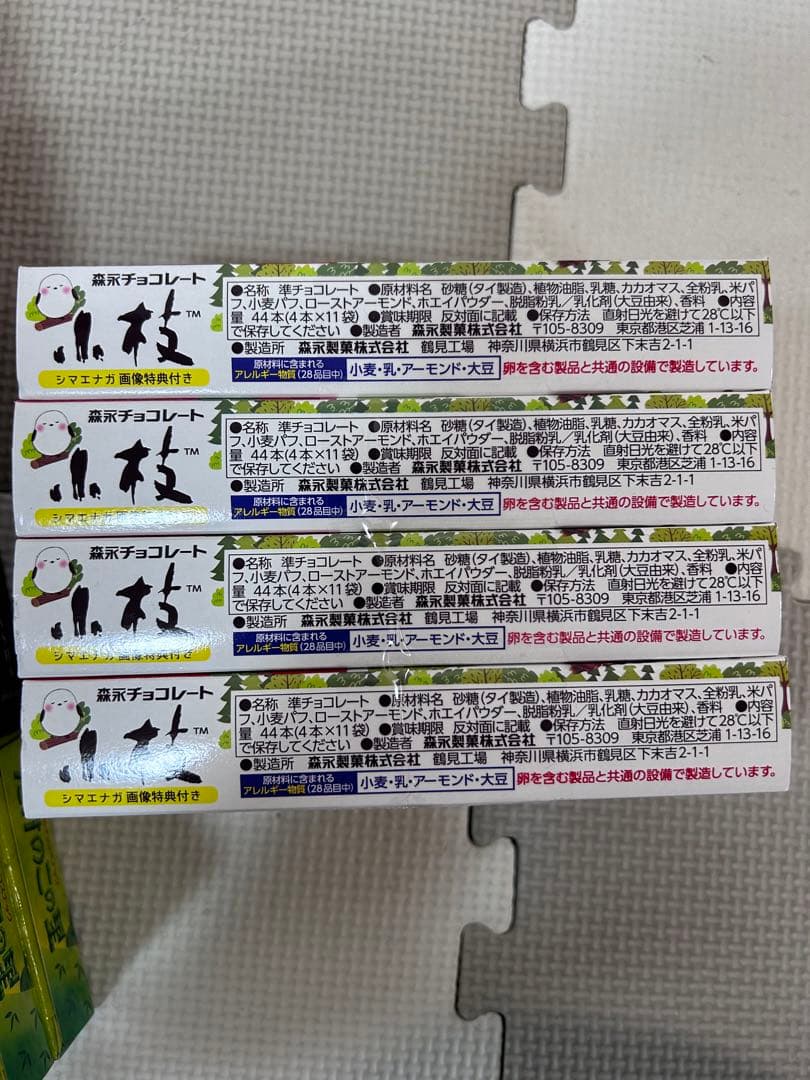 森永チョコレート
小枝™
シマエナガ 画像特典付き
●名称 準チョコレート ●原材料名 砂糖(タイ製造)、植物油脂、乳糖、カカオマス、全粉乳、米パ
フ、小麦パフ、ローストアーモンド、ホエイパウダー、脱脂粉乳/乳化剤(大豆由来)、香料 ●内容
量 44本(4本×11袋) ●賞味期限 反対面に記載 ●保存方法 直射日光を避けて28℃以下
で保存してください ●製造者 森永製菓株式会社 〒105-8309 東京都港区芝浦1-13-16
●製造所 森永製菓株式会社 鶴見工場 神奈川県横浜市鶴見区下末吉2-1-1
原材料に含まれる
アレルギー物質(28品目中)
小麦・乳・アーモンド・大豆
卵を含む製品と共通の設備で製造しています。
森永チョコレート
小枝™
シマエナガ 画像特典付き
●名称 準チョコレート ●原材料名 砂糖(タイ製造)、植物油脂、乳糖、カカオマス、全粉乳、米パ
フ、小麦パフ、ローストアーモンド、ホエイパウダー、脱脂粉乳/乳化剤(大豆由来)、香料 ●内容
量 44本(4本×11袋) ●賞味期限 反対面に記載 ●保存方法 直射日光を避けて28℃以下
で保存してください ●製造者 森永製菓株式会社 〒105-8309 東京都港区芝浦1-13-16
●製造所 森永製菓株式会社 鶴見工場 神奈川県横浜市鶴見区下末吉2-1-1
原材料に含まれる
アレルギー物質(28品目中)
小麦・乳・アーモンド・大豆
卵を含む製品と共通の設備で製造しています。
森永チョコレート
小枝™
シマエナガ 画像特典付き
●名称 準チョコレート ●原材料名 砂糖(タイ製造)、植物油脂、乳糖、カカオマス、全粉乳、米パ
フ、小麦パフ、ローストアーモンド、ホエイパウダー、脱脂粉乳/乳化剤(大豆由来)、香料 ●内容
量 44本(4本×11袋) ●賞味期限 反対面に記載 ●保存方法 直射日光を避けて28℃以下
で保存してください ●製造者 森永製菓株式会社 〒105-8309 東京都港区芝浦1-13-16
●製造所 森永製菓株式会社 鶴見工場 神奈川県横浜市鶴見区下末吉2-1-1
原材料に含まれる
アレルギー物質(28品目中)
小麦・乳・アーモンド・大豆
卵を含む製品と共通の設備で製造しています。
森永チョコレート
小枝™
シマエナガ 画像特典付き
●名称 準チョコレート ●原材料名 砂糖(タイ製造)、植物油脂、乳糖、カカオマス、全粉乳、米パ
フ、小麦パフ、ローストアーモンド、ホエイパウダー、脱脂粉乳/乳化剤(大豆由来)、香料 ●内容
量 44本(4本×11袋) ●賞味期限 反対面に記載 ●保存方法 直射日光を避けて28℃以下
で保存してください ●製造者 森永製菓株式会社 〒105-8309 東京都港区芝浦1-13-16
●製造所 森永製菓株式会社 鶴見工場 神奈川県横浜市鶴見区下末吉2-1-1
原材料に含まれる
アレルギー物質(28品目中)
小麦・乳・アーモンド・大豆
卵を含む製品と共通の設備で製造しています。
のこの里
の里